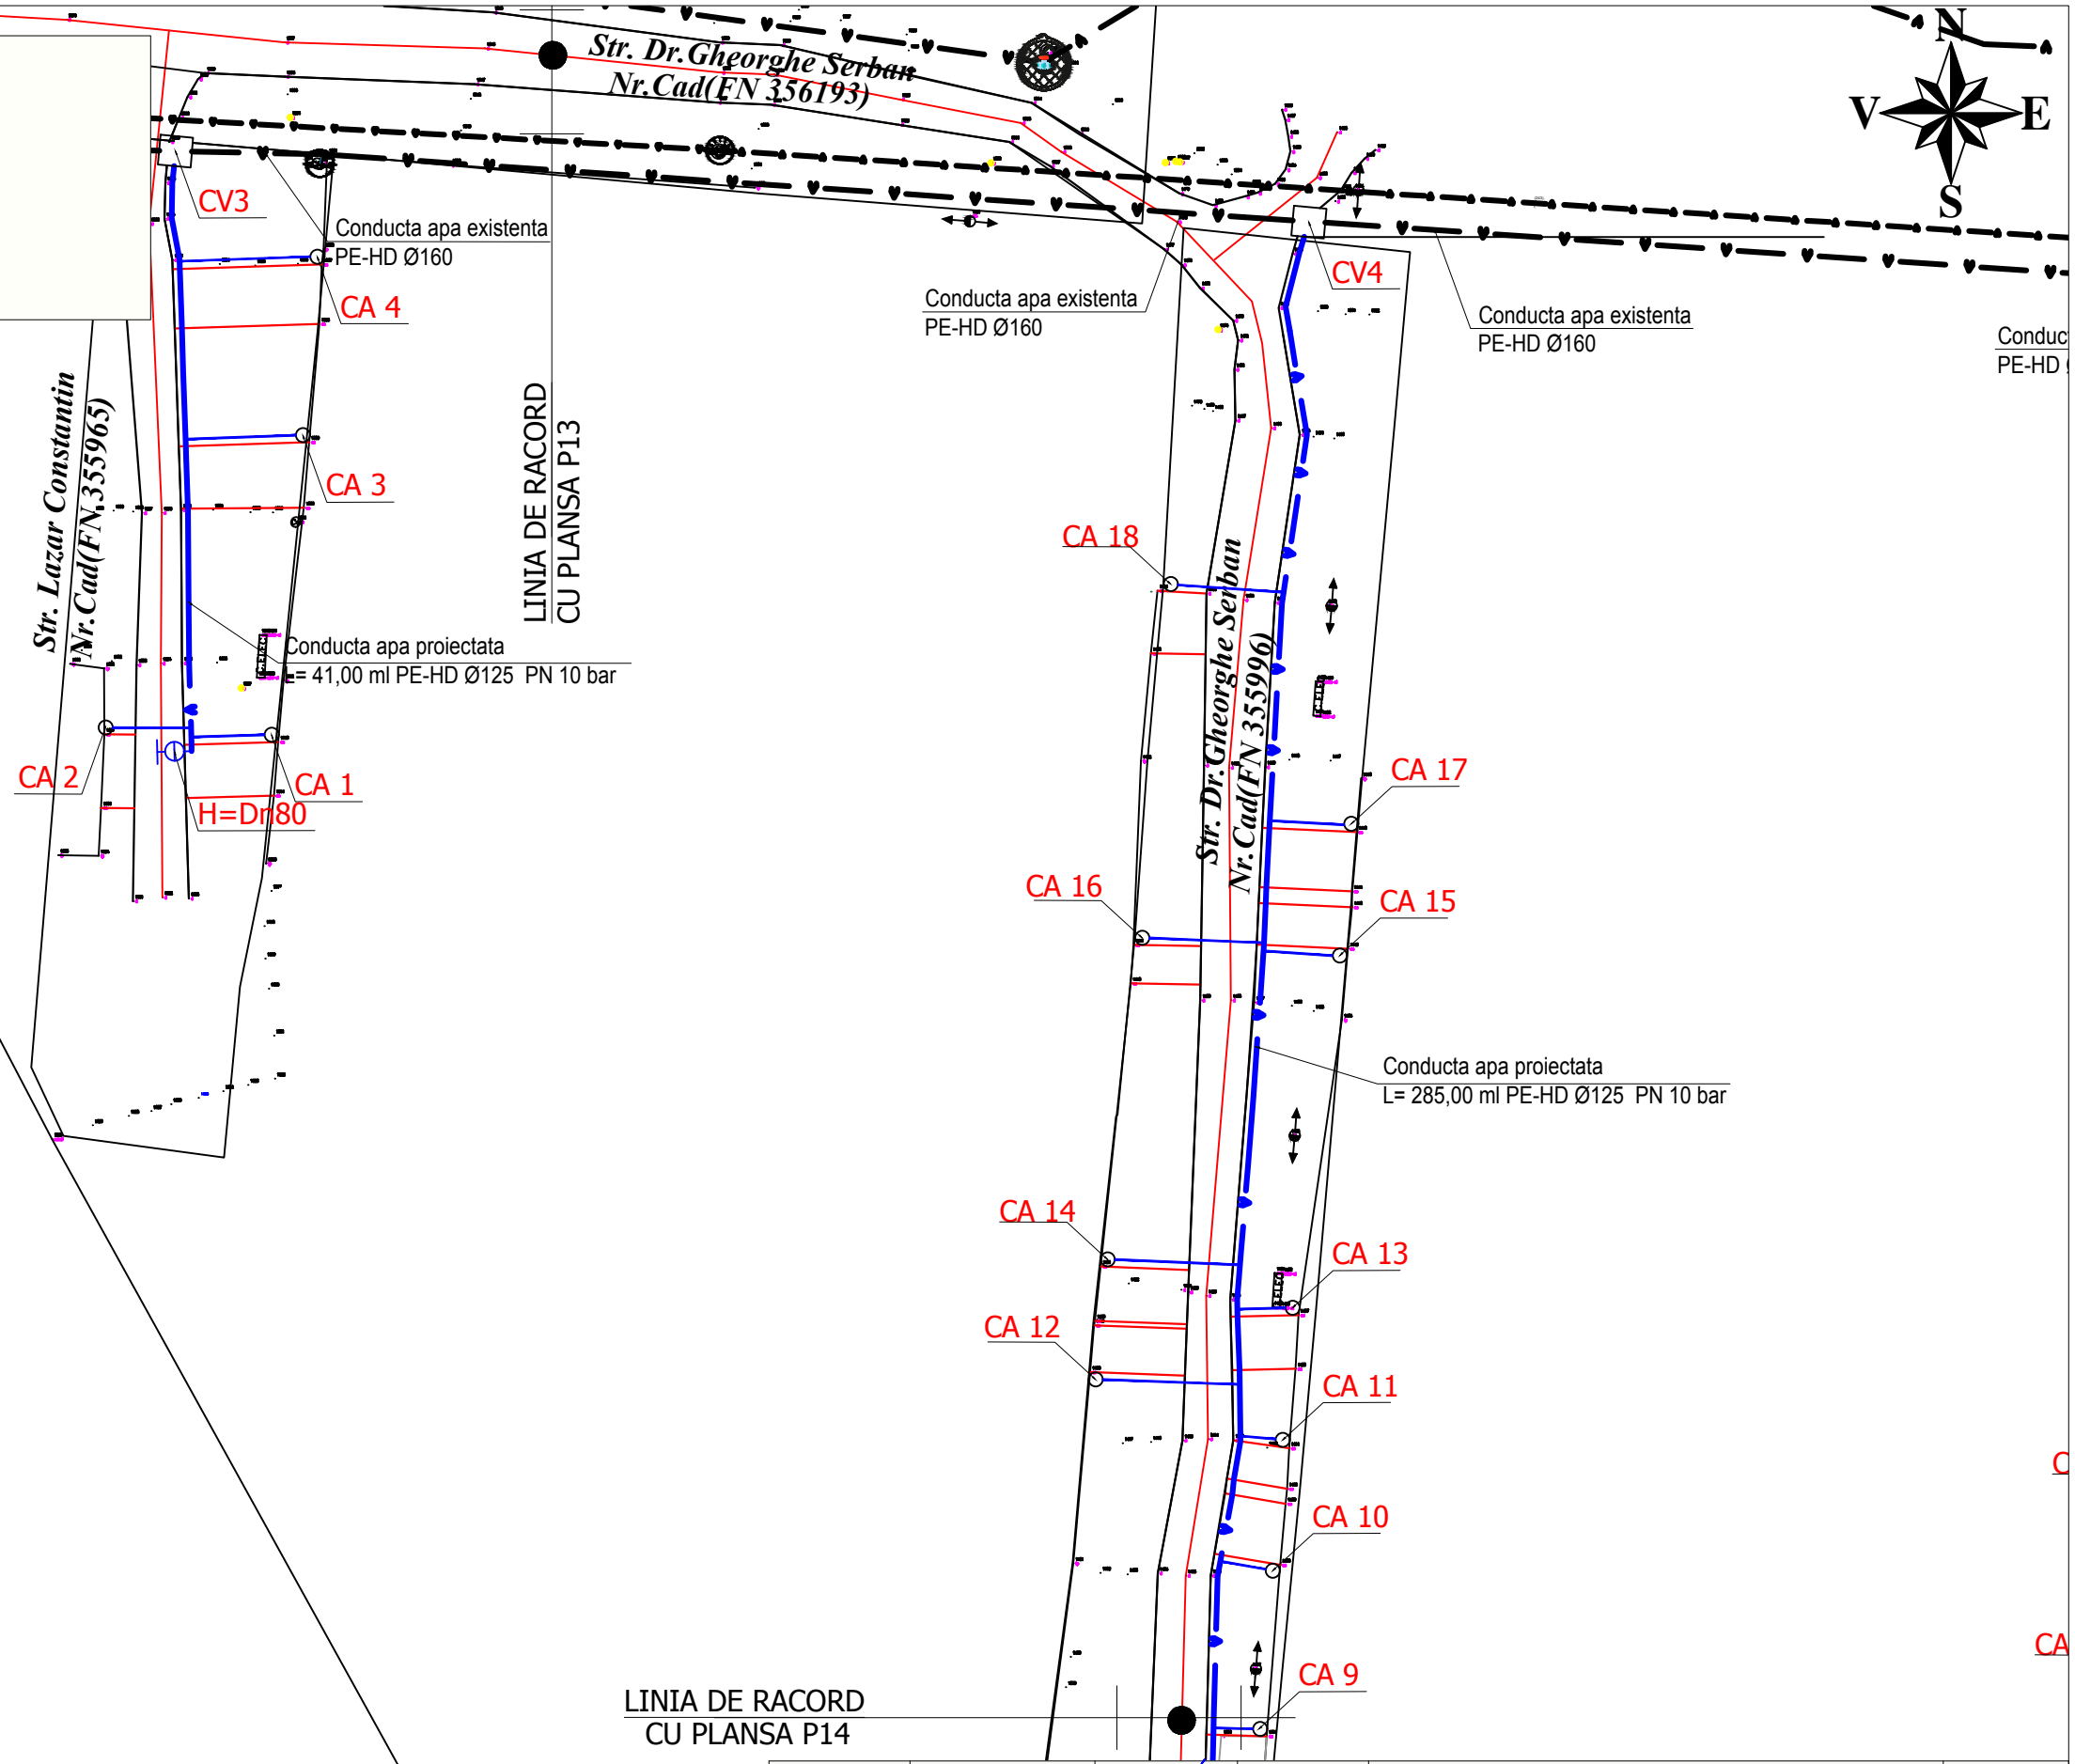 N
V
E
S
Str. Dr.Gheorghe Serban
Nr.Cad(FN 356193)
CV3
Conducta apa existenta
PE-HD Ø160
CA 4
CV4
Conducta apa existenta
PE-HD Ø160
Conducta apa existenta
PE-HD Ø160
Conduc
PE-HD
Str. Lazar Constantin
Nr.Cad(FN 355965)
CA 3
LINIA DE RACORD
CU PLANSA P13
CA 18
Str. Dr.Gheorghe Serban
Nr.Cad(FN 355996)
Conducta apa proiectata
L= 41,00 ml PE-HD Ø125 PN 10 bar
CA 2
CA 1
H=Dn80
CA 17
CA 16
CA 15
Conducta apa proiectata
L= 285,00 ml PE-HD Ø125 PN 10 bar
CA 14
CA 13
CA 12
CA 11
C
CA 10
CA
CA 9
LINIA DE RACORD
CU PLANSA P14